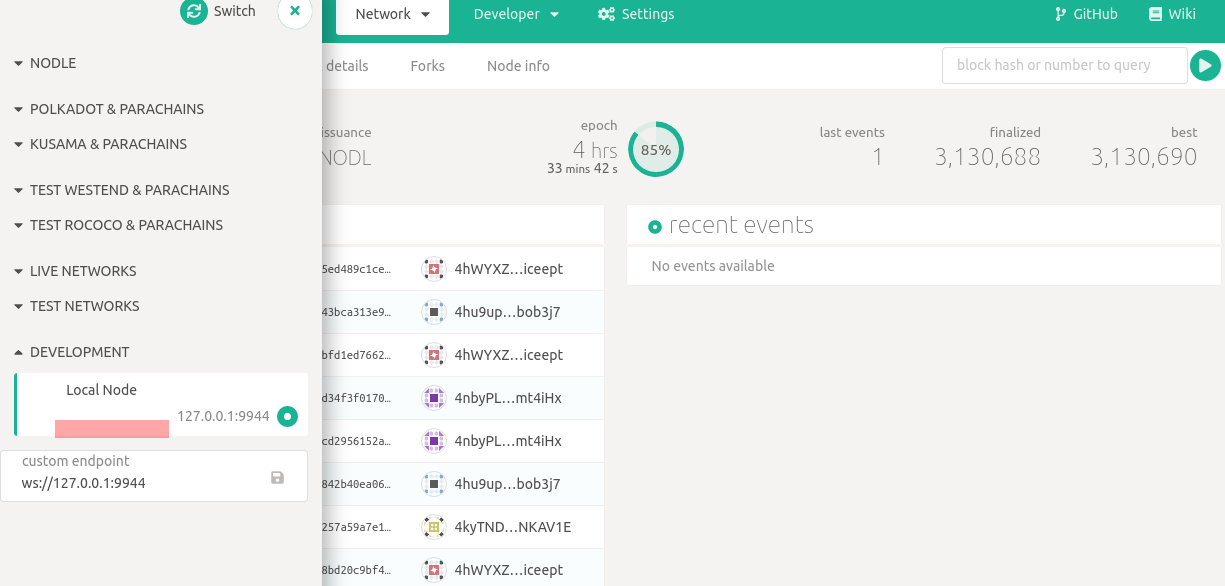 Switch
Network
Developer
Settings
GitHub
Wiki
details
Forks
Node info
block hash or number to query
NODLE
POLKADOT & PARACHAINS
KUSAMA & PARACHAINS
TEST WESTEND & PARACHAINS
TEST ROCOCO & PARACHAINS
LIVE NETWORKS
TEST NETWORKS
DEVELOPMENT
Local Node
127.0.0.1:9944
custom endpoint
ws://127.0.0.1:9944
issuance
NODL
epoch
4 hrs
33 mins 42 s
85%
last events
1
finalized
3,130,688
best
3,130,690
5ed489c1ce… 4hWYXZ…iceept
43bca313e9… 4hu9up…bob3j7
bfd1ed7662… 4hWYXZ…iceept
d34f3f0170… 4nbyPL…mt4iHx
cd2956152a… 4nbyPL…mt4iHx
842b40ea06… 4hu9up…bob3j7
257a59a7e1… 4kyTND…NKAV1E
8bd20c9bf4… 4hWYXZ…iceept
recent events
No events available